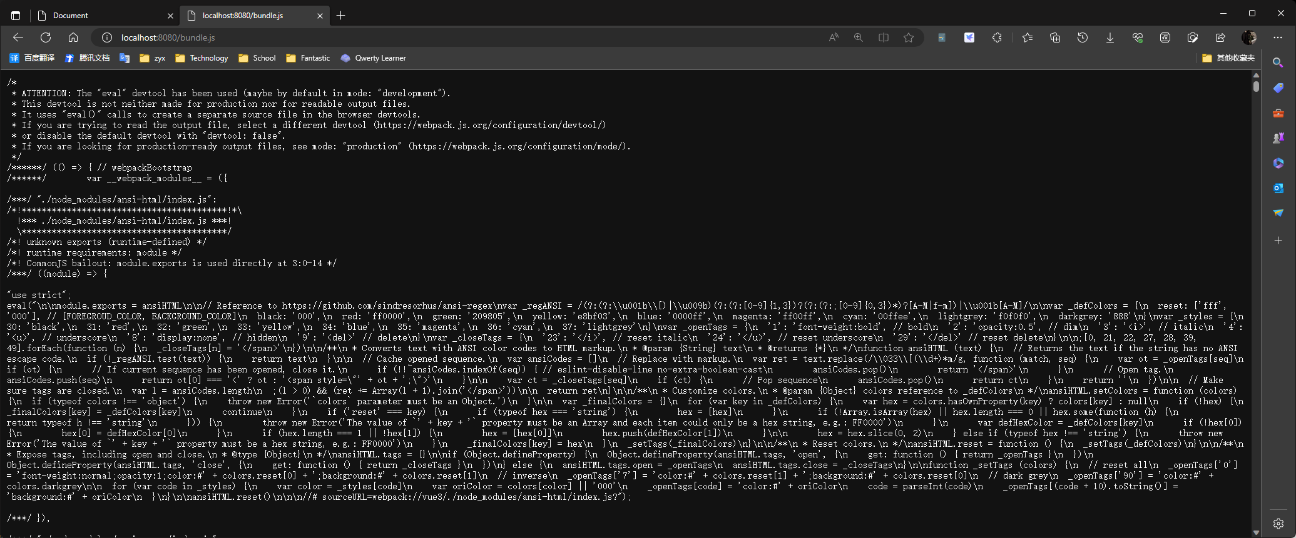 Document
localhost:8080/bundle.js
localhost:8080/bundle.js
百度翻译 腾讯文档 zyx Technology School Fantastic Qwerty Learner 其他收藏夹
/*
 * ATTENTION: The "eval" devtool has been used (maybe by default in mode: "development").
 * This devtool is not neither made for production nor for readable output files.
 * It uses "eval()" calls to create a separate source file in the browser devtools.
 * If you are trying to read the output file, select a different devtool (https://webpack.js.org/configuration/devtool/)
 * or disable the default devtool with "devtool: false".
 * If you are looking for production-ready output files, see mode: "production" (https://webpack.js.org/configuration/mode/).
 */
/******/ (() => { // webpackBootstrap
/******/ 	var __webpack_modules__ = ({

/***/ "./node_modules/ansi-html/index.js":
/*!*****************************************!*\
  !*** ./node_modules/ansi-html/index.js ***!
  \*****************************************/
/*! unknown exports (runtime-defined) */
/*! runtime requirements: module */
/*! CommonJS bailout: module.exports is used directly at 3:0-14 */
/***/ ((module) => {

"use strict";
eval("\n\nmodule.exports = ansiHTML\n\n// Reference to https://github.com/sindresorhus/ansi-regex\nvar _regANSI = /(?:(?:\\u001b\\[)|\\u009b)(?:(?:[0-9]{1,3})?(?:(?:;[0-9]{0,3})*)?[A-M|f-m])|\\u001b[A-M]/\n\nvar _defColors = {\n  reset: ['fff',
'000'], // [FOREGROUD_COLOR, BACKGROUND_COLOR]\n  black: '000',\n  red: 'ff0000',\n  green: '209805',\n  yellow: 'e8bf03',\n  blue: '0000ff',\n  magenta: 'ff00ff',\n  cyan: '00ffee',\n  lightgrey: 'f0f0f0',\n  darkgrey: '888'\n}\nvar _styles = {\n
30: 'black',\n  31: 'red',\n  32: 'green',\n  33: 'yellow',\n  34: 'blue',\n  35: 'magenta',\n  36: 'cyan',\n  37: 'lightgrey'\n}\nvar _openTags = {\n  '1': 'font-weight:bold', // bold\n  '2': 'opacity:0.5', // dim\n  '3': '<i>', // italic\n  '4':
'<u>', // underscore\n  '8': 'display:none', // hidden\n  '9': '<del>' // delete\n}\nvar _closeTags = {\n  '23': '</i>', // reset italic\n  '24': '</u>', // reset underscore\n  '29': '</del>' // reset delete\n}\n\n;[0, 21, 22, 27, 28, 39,
49].forEach(function (n) {\n  _closeTags[n] = '</span>'\n})\n\n/**\n * Converts text with ANSI color codes to HTML markup.\n * @param {String} text\n * @returns {*}\n */\nfunction ansiHTML (text) {\n  // Returns the text if the string has no ANSI
escape code.\n  if (!_regANSI.test(text)) {\n    return text\n  }\n\n  // Cache opened sequence.\n  var ansiCodes = []\n  // Replace with markup.\n  var ret = text.replace(/\\033\\[(\\d+)*m/g, function (match, seq) {\n    var ot = _openTags[seq]\n
if (ot) {\n      // If current sequence has been opened, close it.\n      if (!!~ansiCodes.indexOf(seq)) { // eslint-disable-line no-extra-boolean-cast\n        ansiCodes.pop()\n        return '</span>'\n      }\n      // Open tag.\n
ansiCodes.push(seq)\n      return ot[0] === '<' ? ot : '<span style=\"' + ot + ';\">'\n    }\n\n    var ct = _closeTags[seq]\n    if (ct) {\n      // Pop sequence\n      ansiCodes.pop()\n      return ct\n    }\n    return ''\n  })\n\n  // Make
sure tags are closed.\n  var l = ansiCodes.length\n  ;(l > 0) && (ret += Array(l + 1).join('</span>'))\n\n  return ret\n}\n\n/**\n * Customize colors.\n * @param {Object} colors reference to _defColors\n */\nansiHTML.setColors = function (colors)
{\n  if (typeof colors !== 'object') {\n    throw new Error('`colors` parameter must be an Object.')\n  }\n\n  var _finalColors = {}\n  for (var key in _defColors) {\n    var hex = colors.hasOwnProperty(key) ? colors[key] : null\n    if (!hex) {\n
_finalColors[key] = _defColors[key]\n      continue\n    }\n    if ('reset' === key) {\n      if (typeof hex === 'string') {\n        hex = [hex]\n      }\n      if (!Array.isArray(hex) || hex.length === 0 || hex.some(function (h) {\n
return typeof h !== 'string'\n      })) {\n        throw new Error('The value of `' + key + '` property must be an Array and each item could only be a hex string, e.g.: FF0000')\n      }\n      var defHexColor = _defColors[key]\n      if (!hex[0])
{\n        hex[0] = defHexColor[0]\n      }\n      if (hex.length === 1 || !hex[1]) {\n        hex = [hex[0]]\n        hex.push(defHexColor[1])\n      }\n\n      hex = hex.slice(0, 2)\n    } else if (typeof hex !== 'string') {\n      throw new
Error('The value of `' + key + '` property must be a hex string, e.g.: FF0000')\n    }\n    _finalColors[key] = hex\n  }\n  _setTags(_finalColors)\n}\n\n/**\n * Reset colors.\n */\nansiHTML.reset = function () {\n  _setTags(_defColors)\n}\n\n/**\n
* Expose tags, including open and close.\n * @type {Object}\n */\nansiHTML.tags = {}\n\nif (Object.defineProperty) {\n  Object.defineProperty(ansiHTML.tags, 'open', {\n    get: function () { return _openTags }\n  })\n
Object.defineProperty(ansiHTML.tags, 'close', {\n    get: function () { return _closeTags }\n  })\n} else {\n  ansiHTML.tags.open = _openTags\n  ansiHTML.tags.close = _closeTags\n}\n\nfunction _setTags (colors) {\n  // reset all\n  _openTags['0']
= 'font-weight:normal;opacity:1;color:#' + colors.reset[0] + ';background:#' + colors.reset[1]\n  // inverse\n  _openTags['7'] = 'color:#' + colors.reset[1] + ';background:#' + colors.reset[0]\n  // dark grey\n  _openTags['90'] = 'color:#' +
colors.darkgrey\n\n  for (var code in _styles) {\n    var color = _styles[code]\n    var oriColor = colors[color] || '000'\n    _openTags[code] = 'color:#' + oriColor\n    code = parseInt(code)\n    _openTags[(code + 10).toString()] =
'background:#' + oriColor\n  }\n}\n\nansiHTML.reset()\n\n\n//# sourceURL=webpack://vue3/./node_modules/ansi-html/index.js?");

/***/ }),